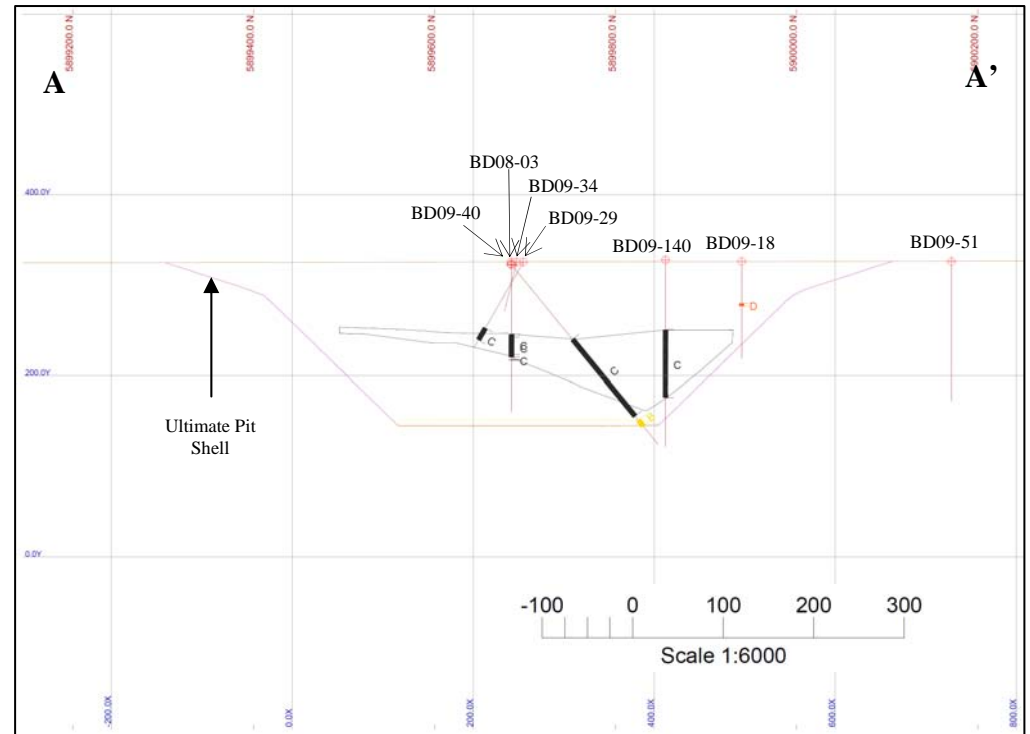 5899200.0 N
5899400.0 N
5899600.0 N
5899800.0 N
5900000.0 N
5900200.0 N
A
A’
BD08-03
BD09-34
BD09-40
BD09-29
BD09-140
BD09-18
BD09-51
400.0Y
D
C
C
C
C
200.0Y
Ultimate Pit
Shell
0.0Y
-100 0 100 200 300
Scale 1:6000
-200.0X
0.0X
200.0X
400.0X
600.0X
800.0X